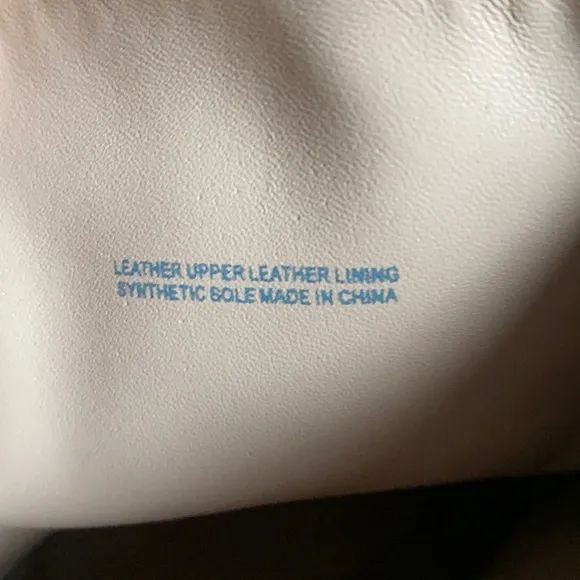 LEATHER UPPER LEATHER LINING
SYNTHETIC SOLE MADE IN CHINA